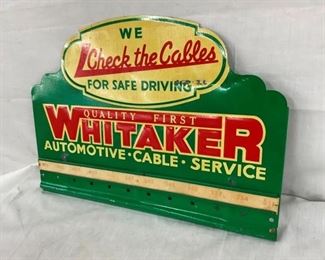 WE
Check the Cables
FOR SAFE DRIVING
QUALITY FIRST
WHITAKER
AUTOMOTIVE · CABLE · SERVICE